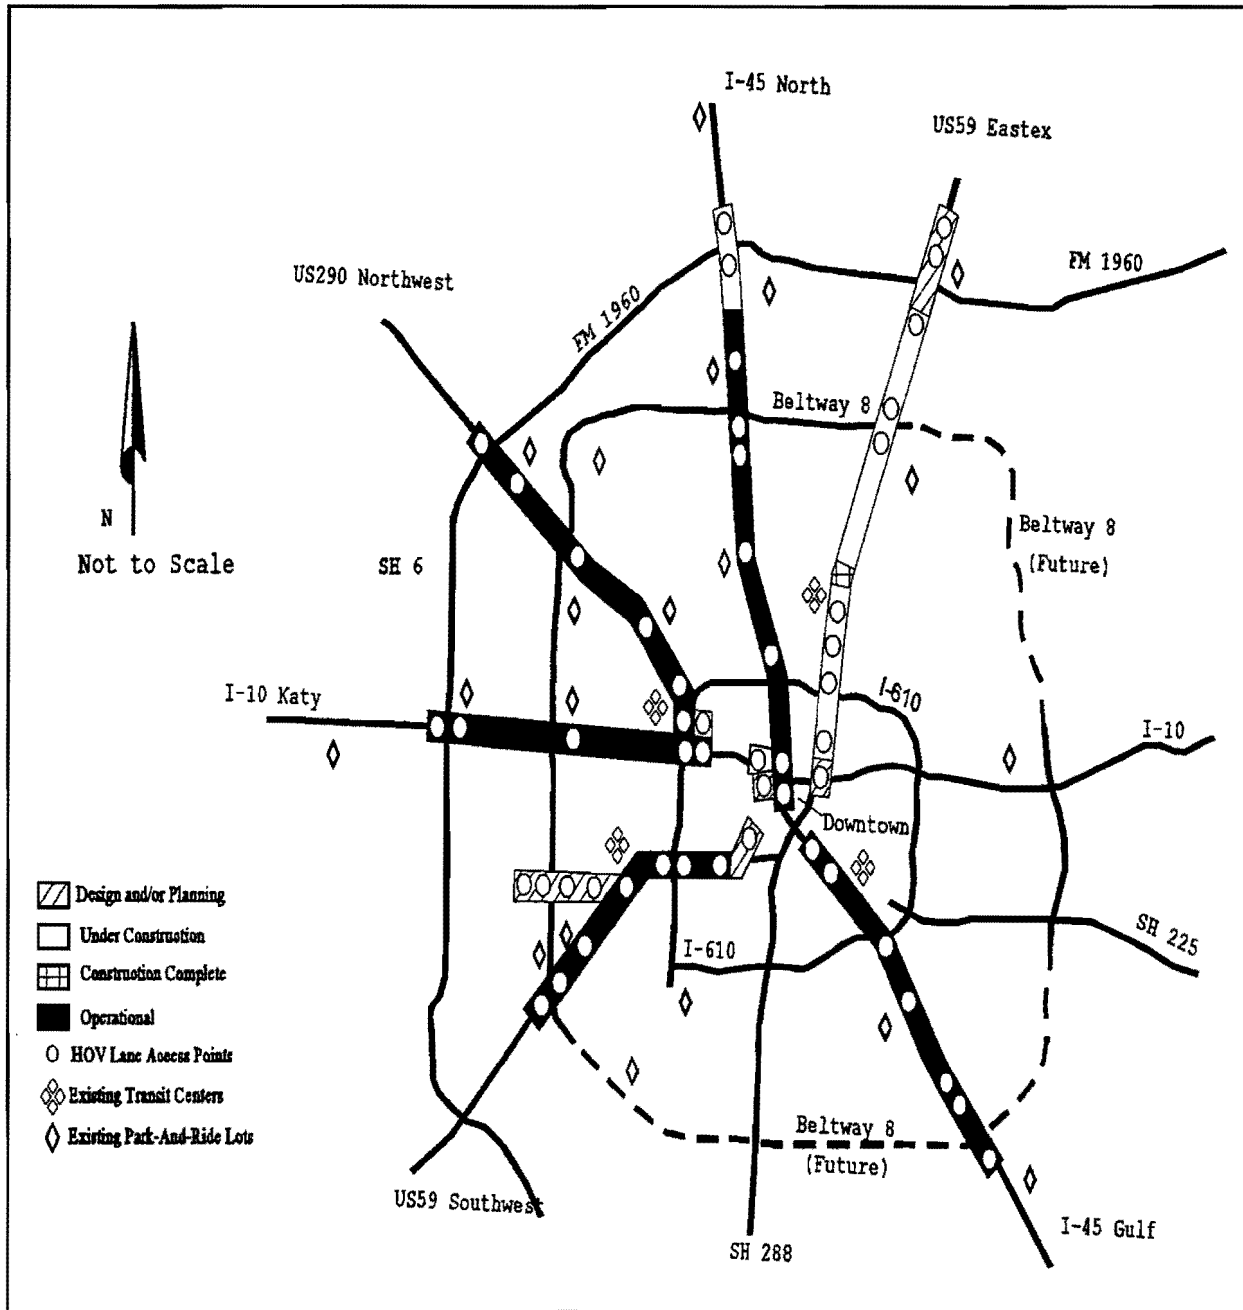 I-45 North
US59 Eastex
US290 Northwest
FM 1960
FM 1960
Beltway 8
N
Not to Scale
SH 6
Beltway 8
(Future)
I-10 Katy
I-610
I-10
Downtown
Design and/or Planning
Under Construction
Construction Complete
Operational
HOV Lane Access Points
Existing Transit Centers
Existing Park-And-Ride Lots
I-610
SH 225
Beltway 8
(Future)
US59 Southwest
SH 288
I-45 Gulf